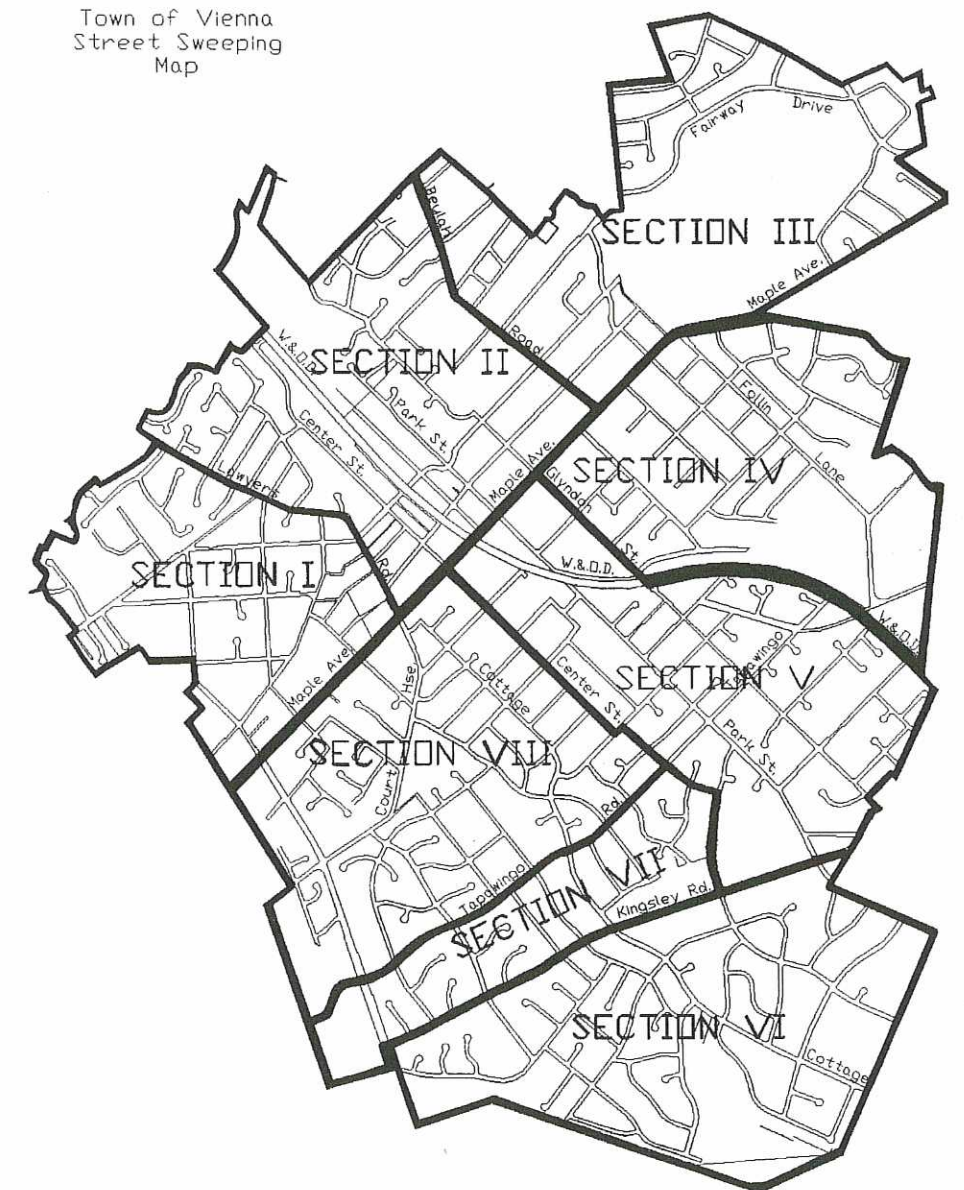 Town of Vienna
Street Sweeping
Map
Fairway
Drive
SECTION III
Maple Ave.
Beulah
Road
W.&O.D.
SECTION II
Park St.
Center St.
Maple Ave.
Follin
Lane
SECTION IV
Glyndon
St.
W.&O.D.
Lawyers
Rd.
SECTION I
W.&O.D.
Maple Ave.
Hse.
Court
Cottage
Center St.
SECTION V
Park St.
SECTION VIII
Rd.
Tapawingo
SECTION VII
Kingsley Rd.
SECTION VI
Cottage